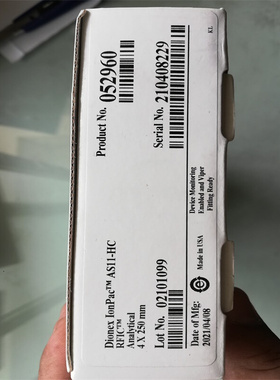 Dionex IonPac™ AS11-HC
RFIC™
Analytical
4 X 250 mm
Product No. 052960
Lot No. 02101099
Serial No. 210408229
Date of Mfg:
2021/04/08
Made in USA
Device Monitoring
Enabled and Viper
Fitting Ready